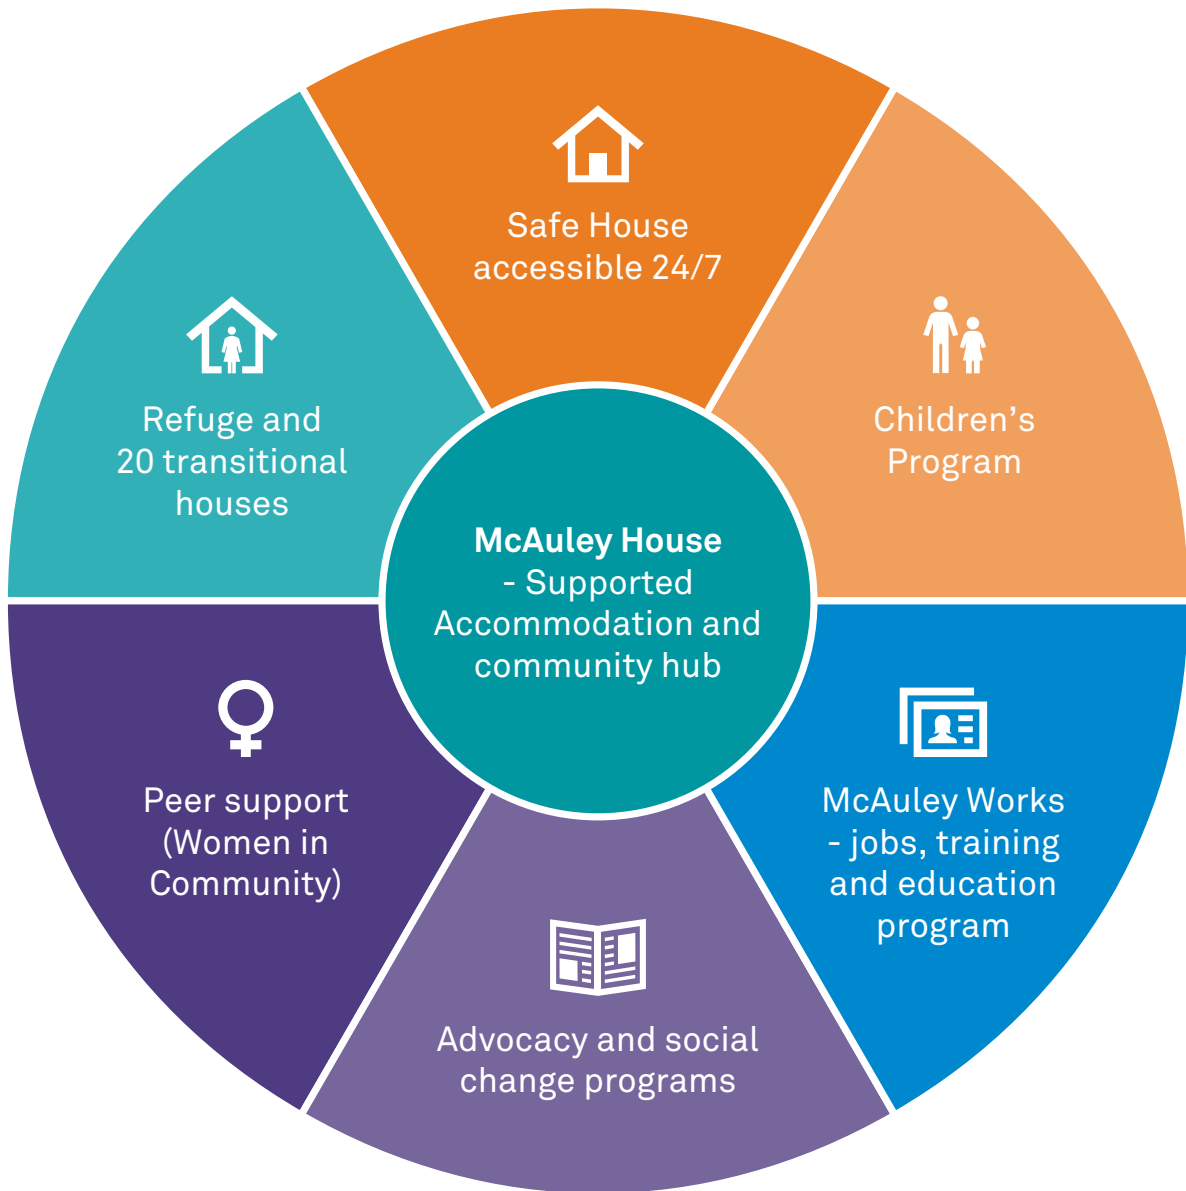 Safe House
accessible 24/7
Children’s
Program
McAuley Works
- jobs, training
and education
program
Advocacy and social
change programs
Peer support
(Women in
Community)
Refuge and
20 transitional
houses
McAuley House
- Supported
Accommodation and
community hub